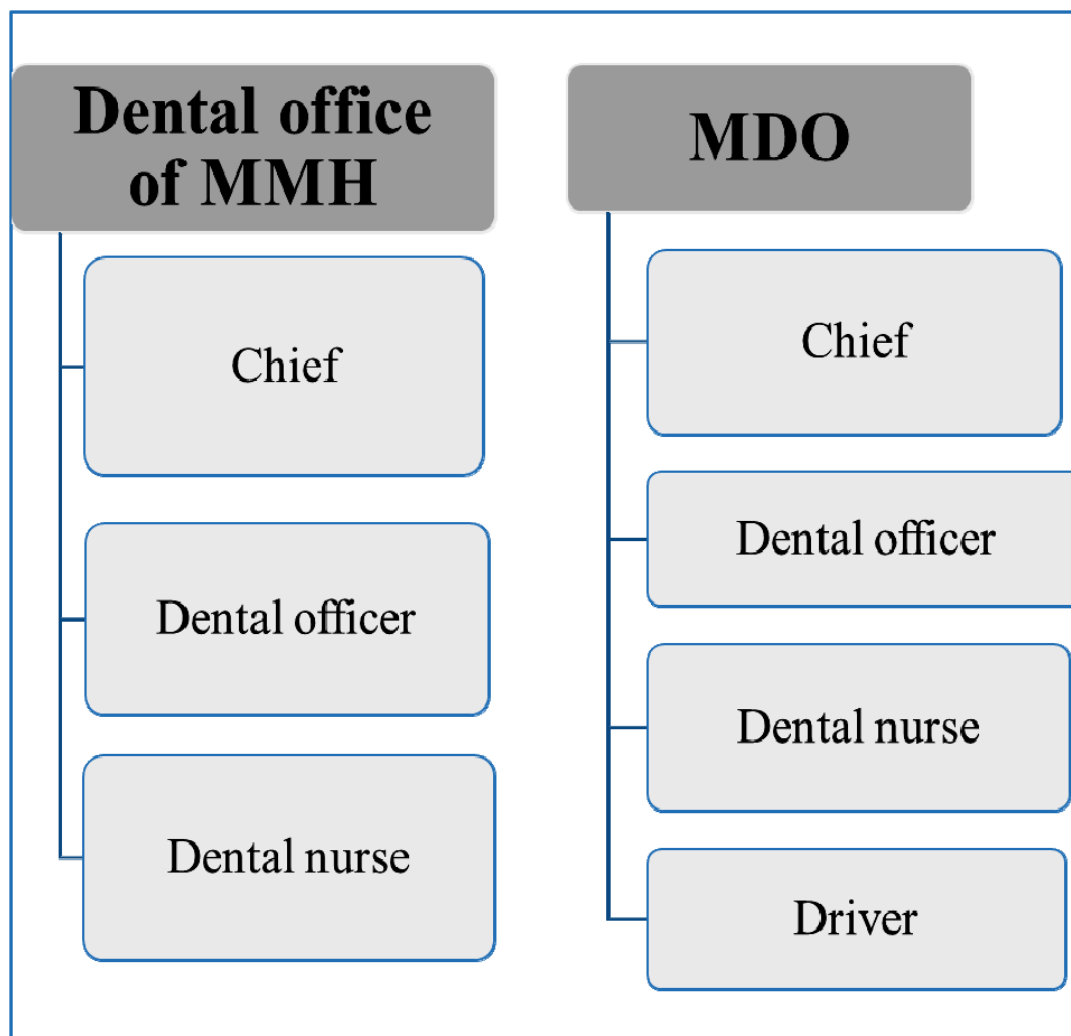 Dental office
of MMH
Chief
Dental officer
Dental nurse
MDO
Chief
Dental officer
Dental nurse
Driver